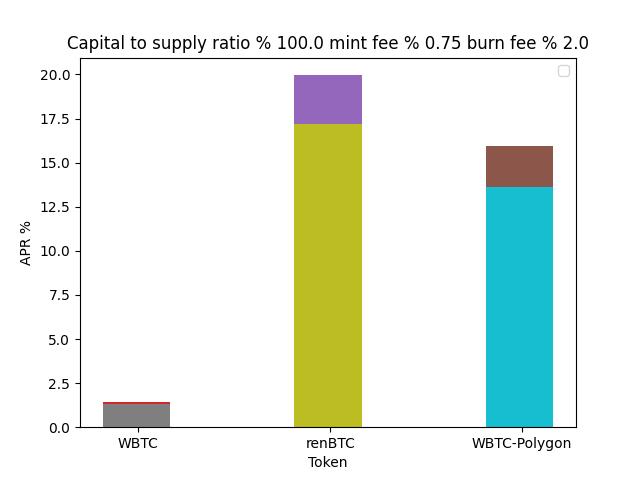 Capital to supply ratio % 100.0 mint fee % 0.75 burn fee % 2.0
20.0
17.5
15.0
12.5
10.0
7.5
5.0
2.5
0.0
APR %
WBTC renBTC WBTC-Polygon
Token